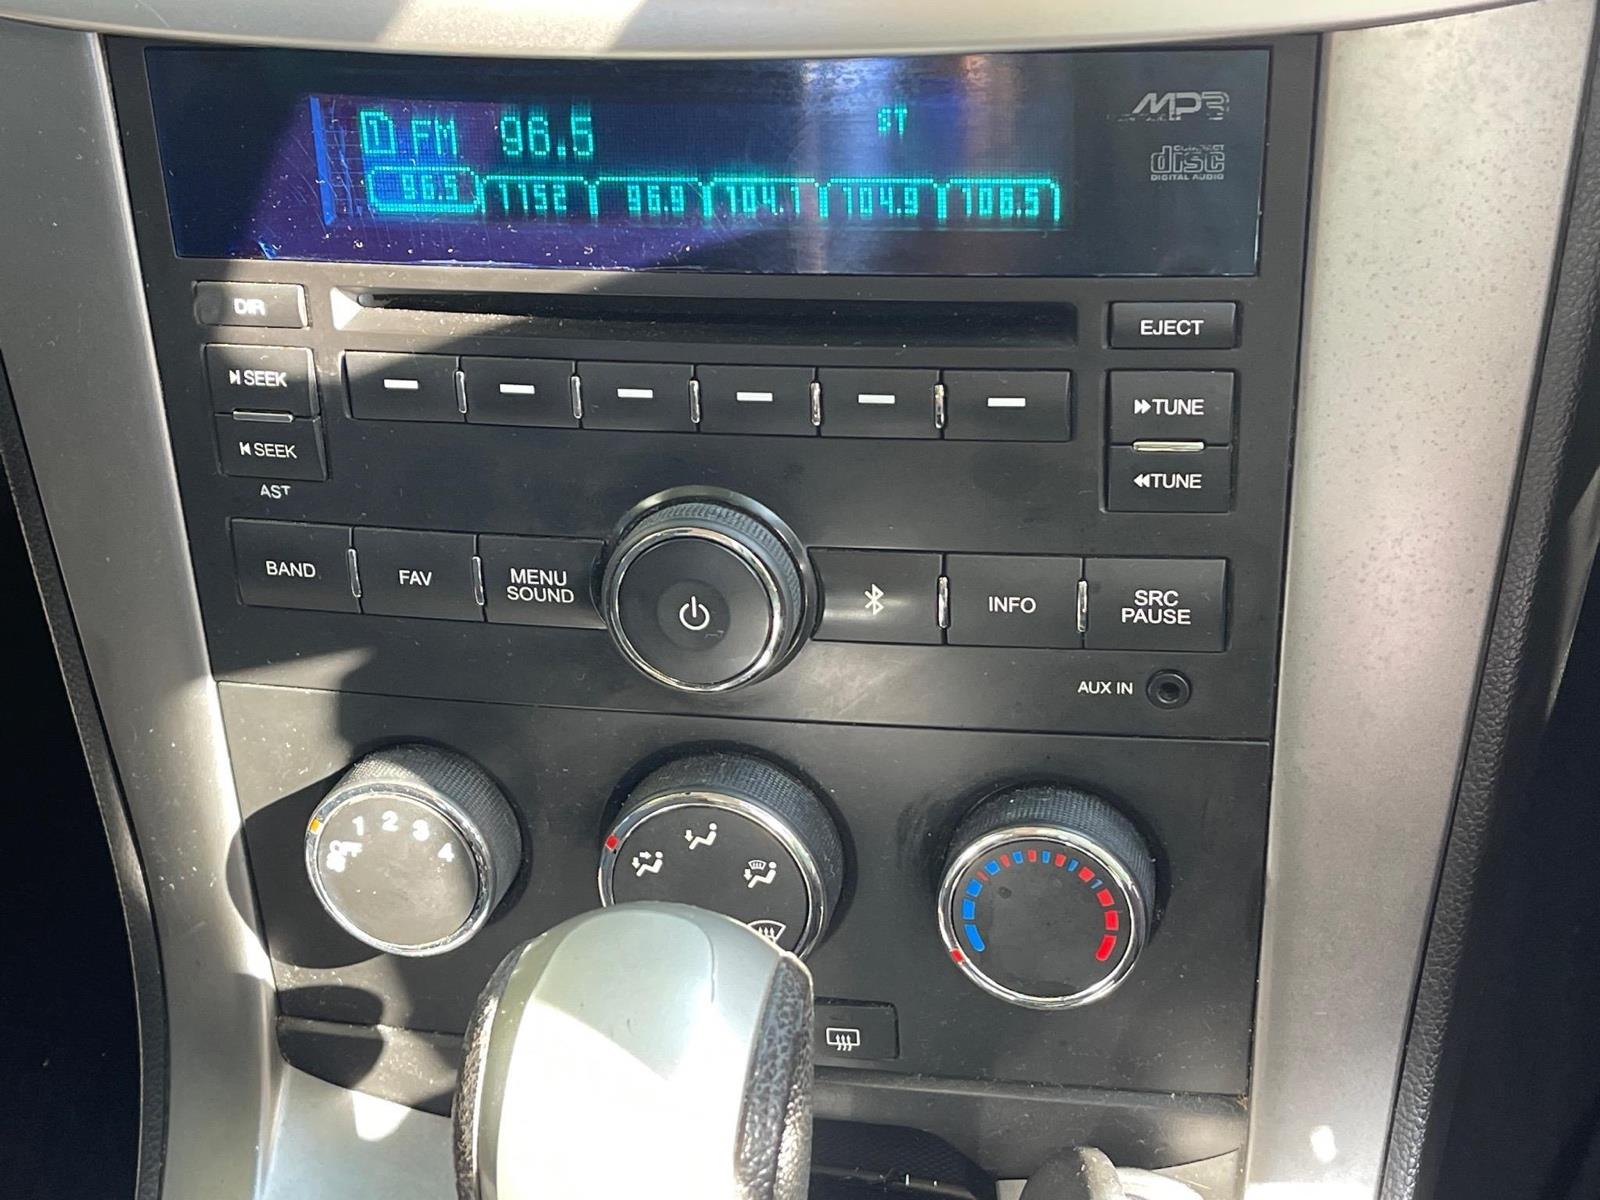 FM 96.5 ST
96.5 1152 96.9 104.1 104.9 106.5
MP3
COMPACT
disc
DIGITAL AUDIO
DIR
EJECT
SEEK
TUNE
SEEK
TUNE
AST
BAND
FAV
MENU
SOUND
INFO
SRC
PAUSE
AUX IN
1 2 3 4
OFF